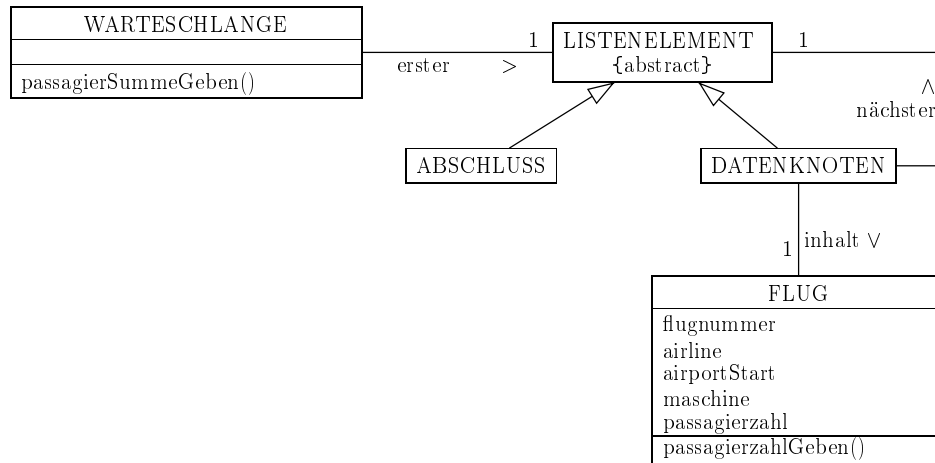 WARTESCHLANGE
passagierSummeGeben()
erster >
1
LISTENELEMENT
{abstract}
1
∧
nächster
ABSCHLUSS
DATENKNOTEN
inhalt ∨
1
FLUG
flugnummer
airline
airportStart
maschine
passagierzahl
passagierzahlGeben()